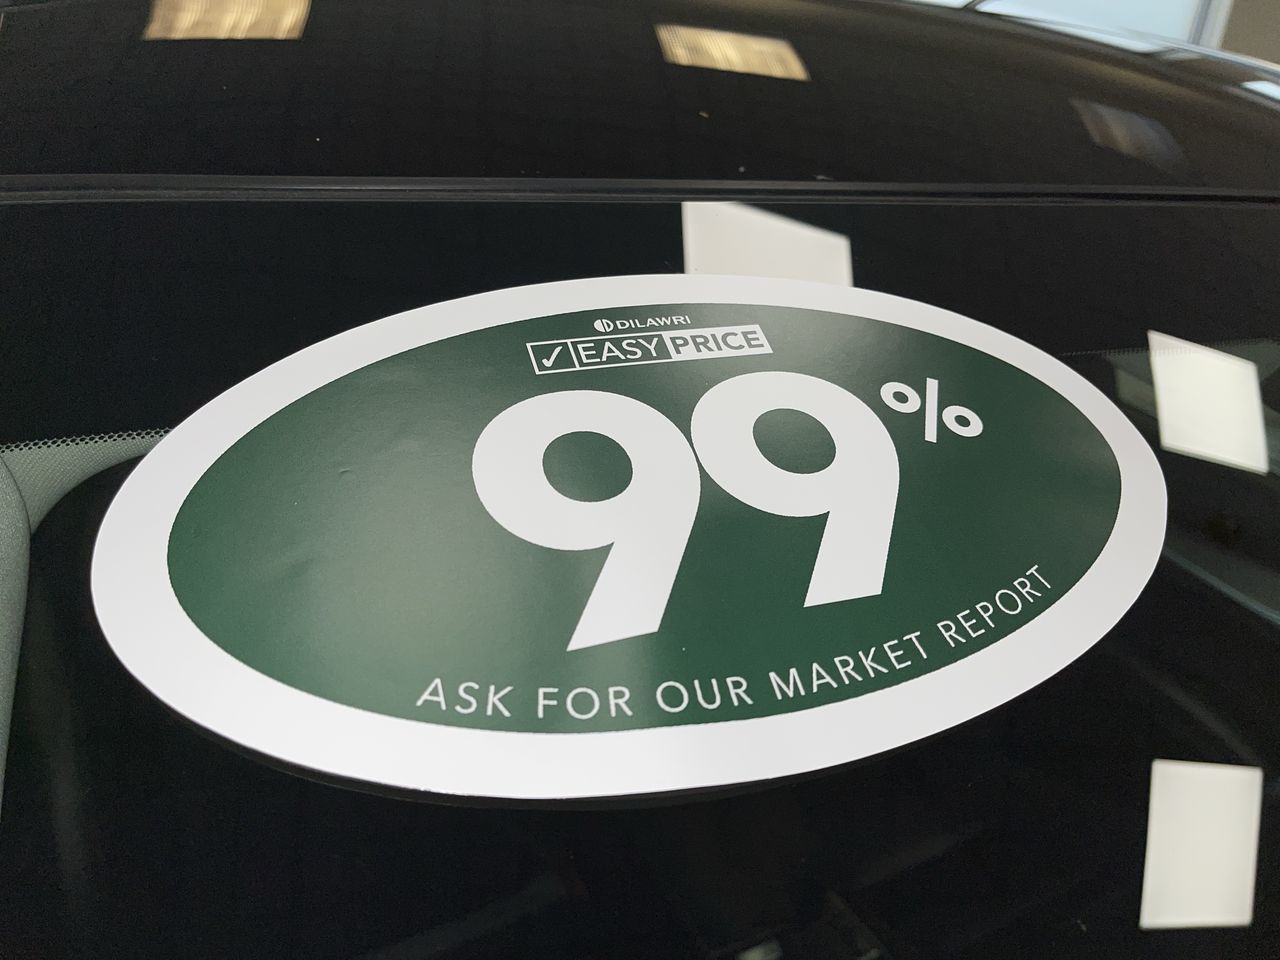 DILAWRI
✓ EASY PRICE
99%
ASK FOR OUR MARKET REPORT